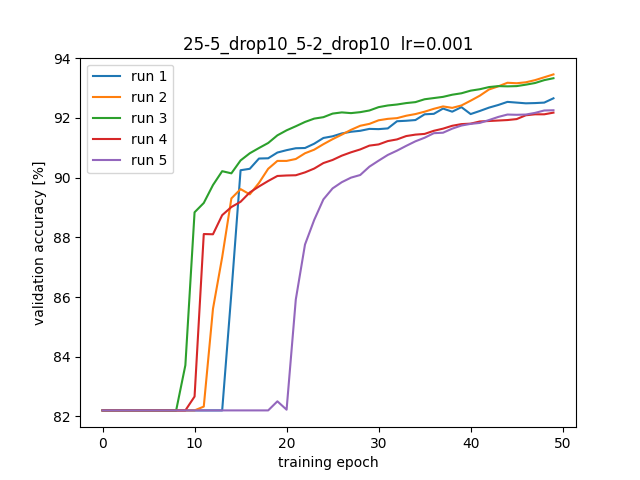 25-5_drop10_5-2_drop10  lr=0.001
validation accuracy [%]
94
92
90
88
86
84
82
run 1
run 2
run 3
run 4
run 5
0 10 20 30 40 50
training epoch